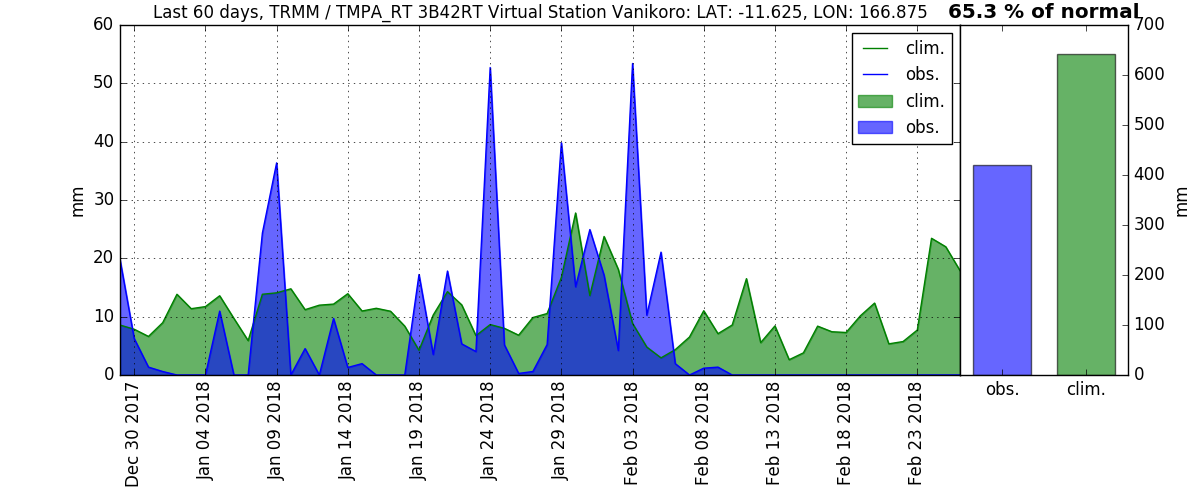 Last 60 days, TRMM / TMPA_RT 3B42RT Virtual Station Vanikoro: LAT: -11.625, LON: 166.875
65.3 % of normal
60
50
40
30
20
10
0
mm
clim.
obs.
clim.
obs.
Dec 30 2017
Jan 04 2018
Jan 09 2018
Jan 14 2018
Jan 19 2018
Jan 24 2018
Jan 29 2018
Feb 03 2018
Feb 08 2018
Feb 13 2018
Feb 18 2018
Feb 23 2018
700
600
500
400
300
200
100
0
mm
obs.
clim.